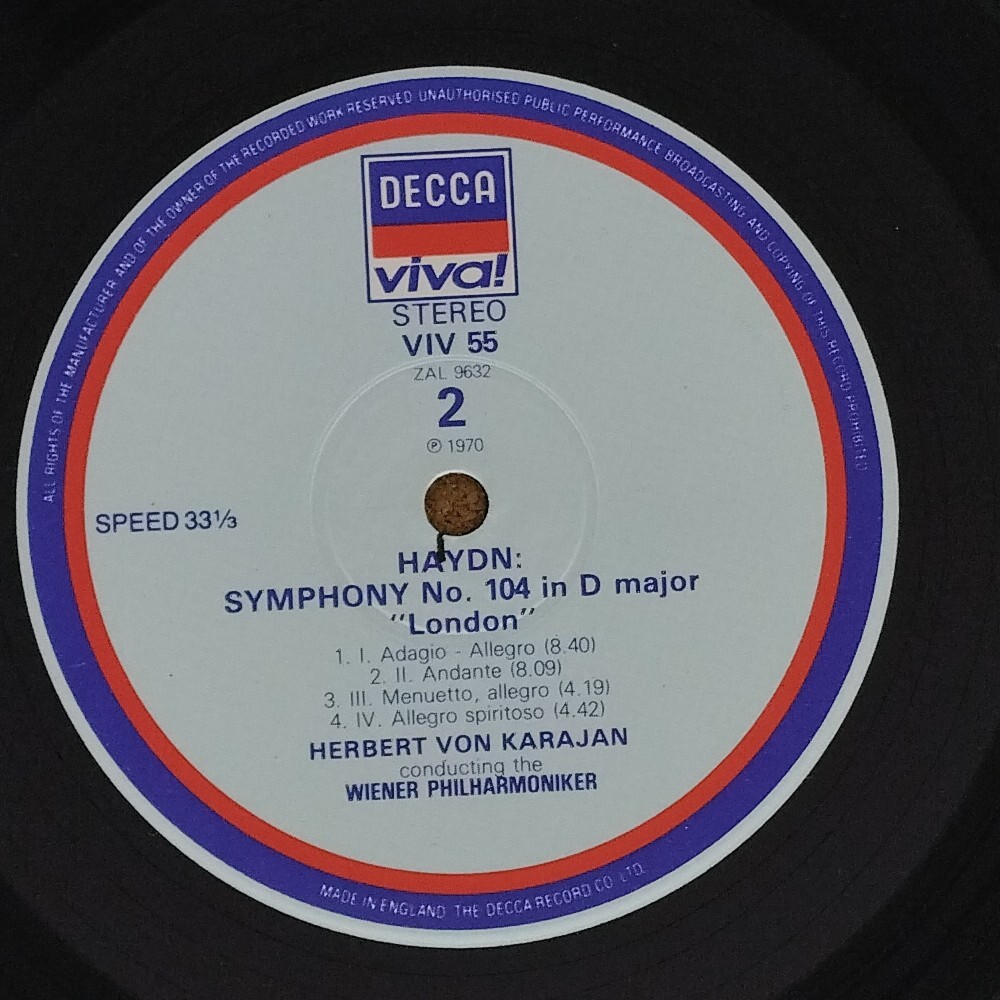 ALL RIGHTS OF THE MANUFACTURER AND OF THE OWNER OF THE RECORDED WORK RESERVED UNAUTHORISED PUBLIC PERFORMANCE BROADCASTING AND COPYING OF THIS RECORD PROHIBITED
DECCA
viva!
STEREO
VIV 55
ZAL 9632
2
℗ 1970
SPEED 33⅓
HAYDN:
SYMPHONY No. 104 in D major
"London"
1. I. Adagio - Allegro (8.40)
2. II. Andante (8.09)
3. III. Menuetto, allegro (4.19)
4. IV. Allegro spiritoso (4.42)
HERBERT VON KARAJAN
conducting the
WIENER PHILHARMONIKER
MADE IN ENGLAND THE DECCA RECORD CO. LTD.